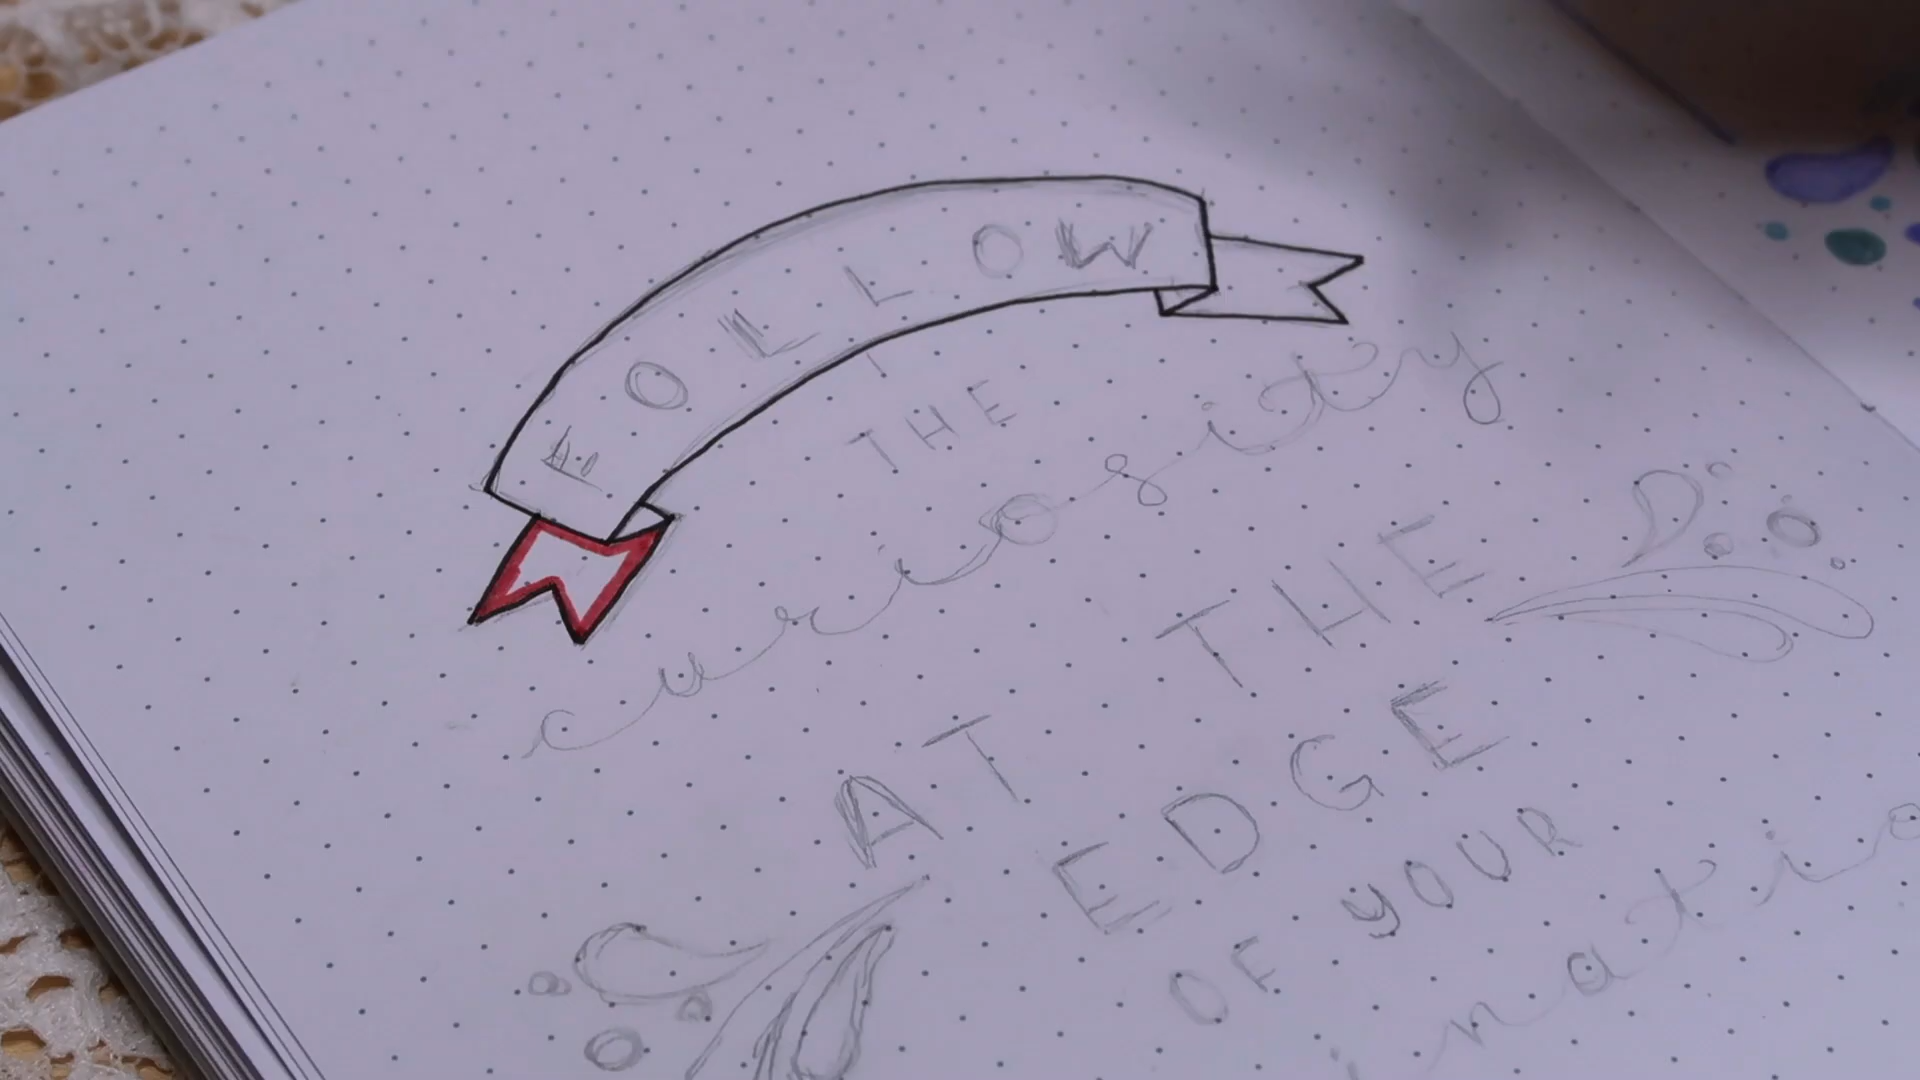 FOLLOW
THE
curiosity
AT THE
EDGE
OF YOUR